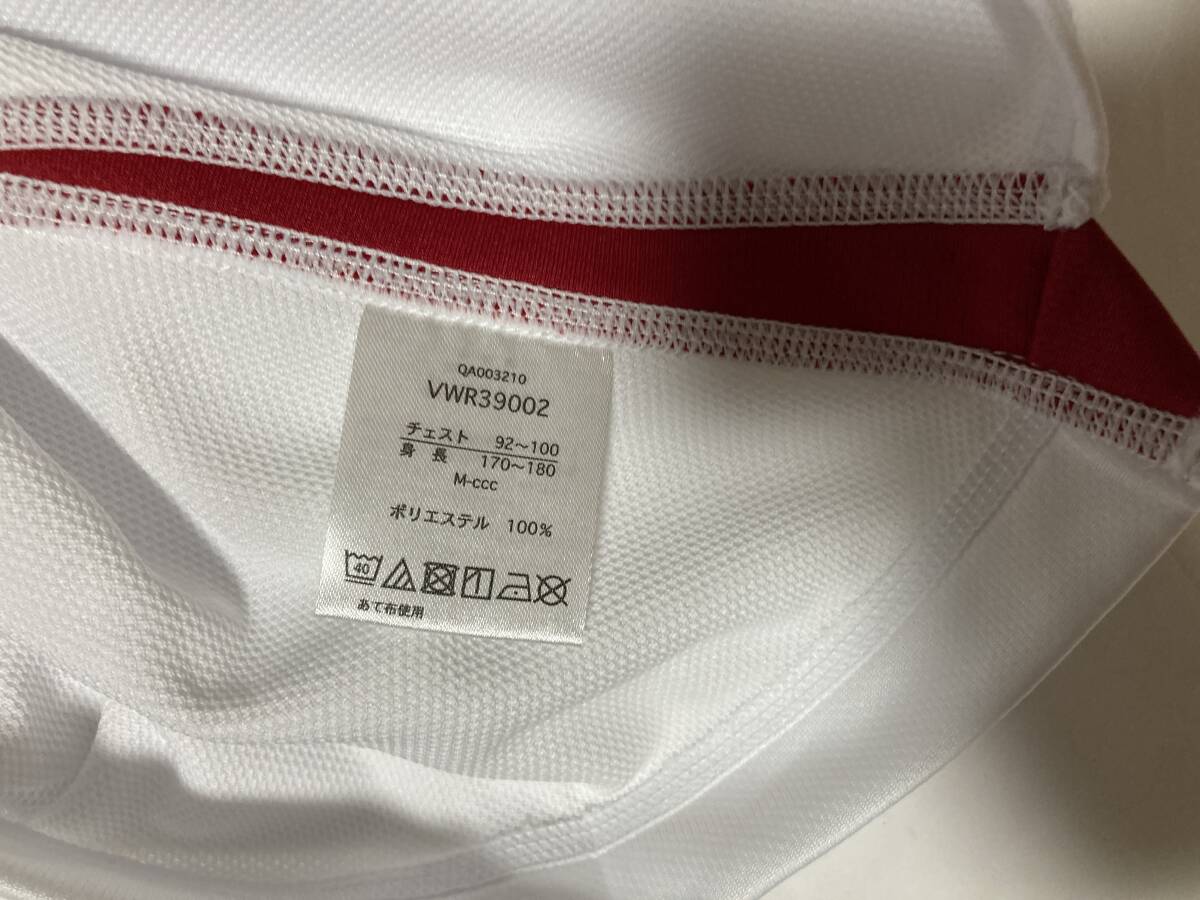 QA003210
VWR39002
チェスト 92〜100
身 長 170〜180
M-ccc
ポリエステル 100%
40
あて布使用